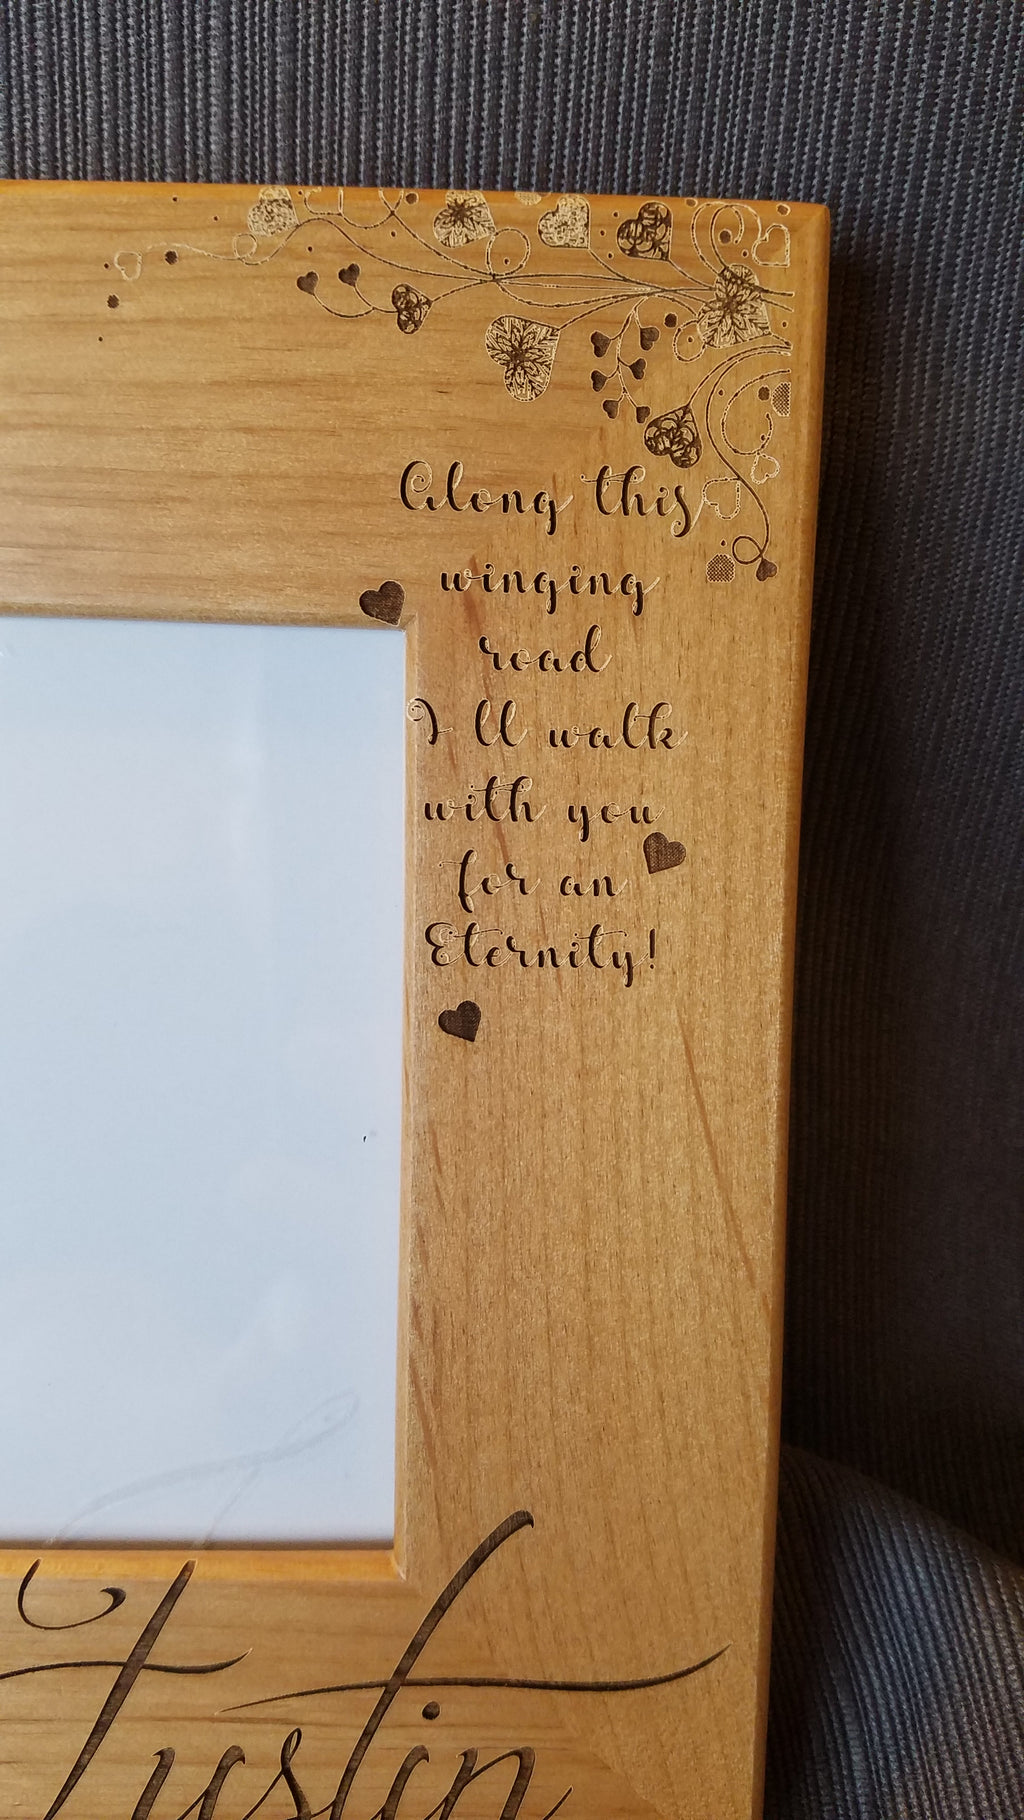 Along this
winging
road
I ll walk
with you
for an
Eternity!
Justin